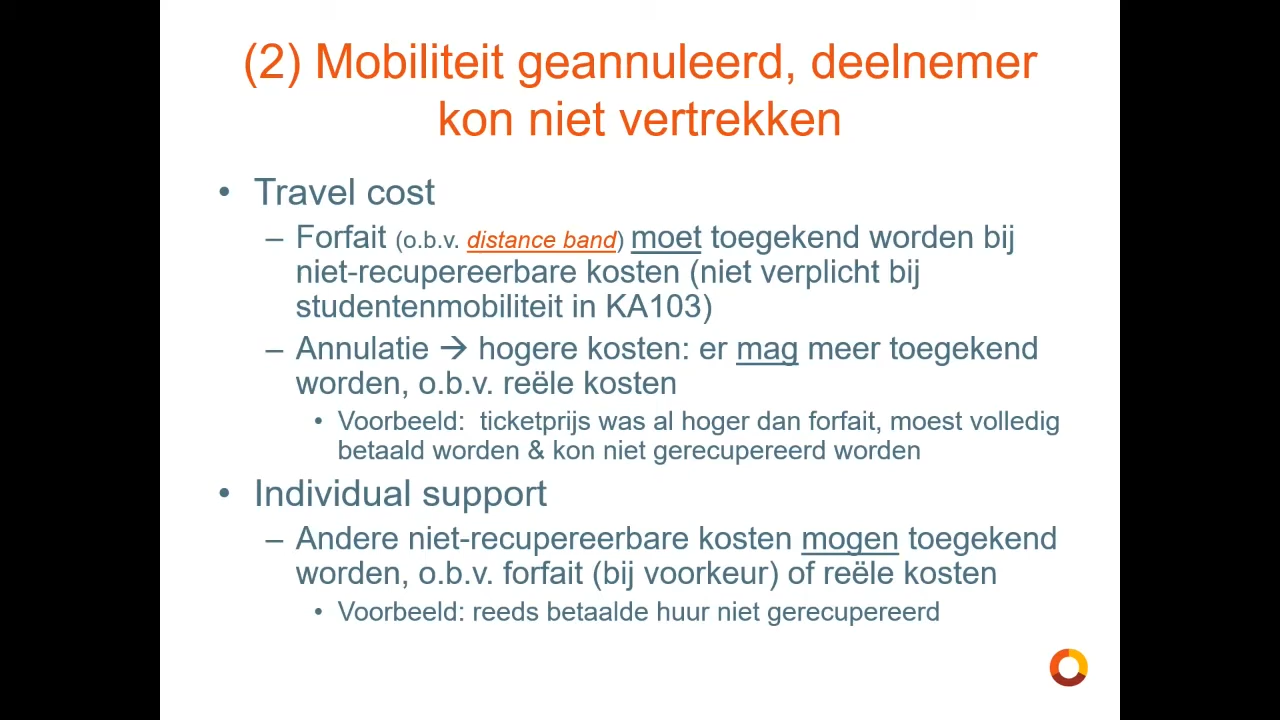 (2) Mobiliteit geannuleerd, deelnemer
kon niet vertrekken
• Travel cost
– Forfait (o.b.v. distance band) moet toegekend worden bij
niet-recupereerbare kosten (niet verplicht bij
studentenmobiliteit in KA103)
– Annulatie → hogere kosten: er mag meer toegekend
worden, o.b.v. reële kosten
• Voorbeeld: ticketprijs was al hoger dan forfait, moest volledig
betaald worden & kon niet gerecupereerd worden
• Individual support
– Andere niet-recupereerbare kosten mogen toegekend
worden, o.b.v. forfait (bij voorkeur) of reële kosten
• Voorbeeld: reeds betaalde huur niet gerecupereerd